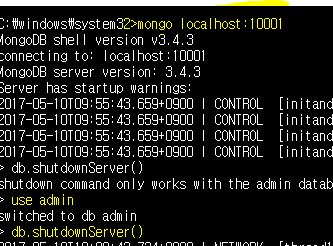 C:₩windows₩system32>mongo localhost:10001
MongoDB shell version v3.4.3
connecting to: localhost:10001
MongoDB server version: 3.4.3
Server has startup warnings:
2017-05-10T09:55:43.659+0900 I CONTROL  [initand
2017-05-10T09:55:43.659+0900 I CONTROL  [initand
2017-05-10T09:55:43.659+0900 I CONTROL  [initand
2017-05-10T09:55:43.659+0900 I CONTROL  [initand
> db.shutdownServer()
shutdown command only works with the admin datab
> use admin
switched to db admin
> db.shutdownServer()